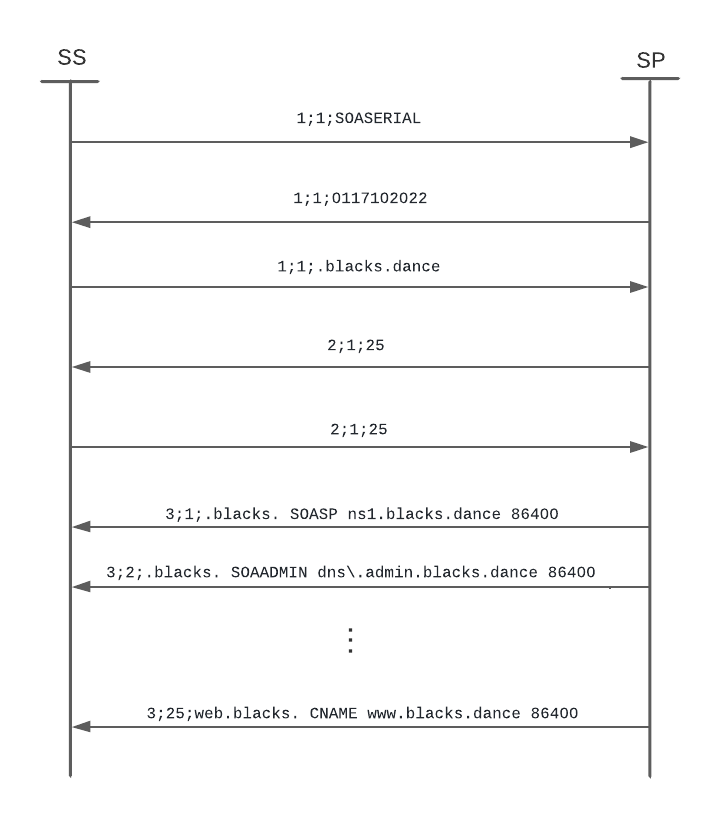 SS
SP
1;1;SOASERIAL
1;1;0117102022
1;1;.blacks.dance
2;1;25
2;1;25
3;1;.blacks. SOASP ns1.blacks.dance 86400
3;2;.blacks. SOAADMIN dns\.admin.blacks.dance 86400
3;25;web.blacks. CNAME www.blacks.dance 86400